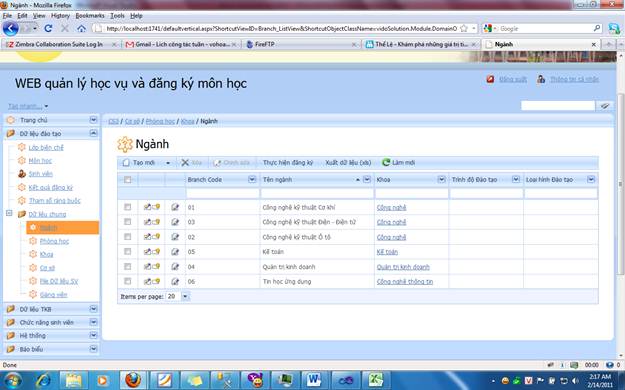 Ngành - Mozilla Firefox
File Edit View History Bookmarks Tools Help
http://localhost:1741/defaultvertical.aspx?ShortcutViewID=Branch_ListView&ShortcutObjectClassName=vidoSolution.Module.DomainO
Google
Zimbra Collaboration Suite Log In
Gmail - Lich công tác tuần - vohoa...
FireFTP
Thể Lệ - Khám phá những giá trị ti...
Ngành
WEB quản lý học vụ và đăng ký môn học
Đăng xuất
Thông tin cá nhân
Tạo nhanh...
Trang chủ
Dữ liệu đào tạo
Lớp biên chế
Môn học
Sinh viên
Kết quả đăng ký
Tham số ràng buộc
Dữ liệu chung
Ngành
Phòng học
Khoa
Cơ sở
File Dữ liệu SV
Giảng viên
Dữ liệu TKB
Chức năng sinh viên
Hệ thống
Báo biểu
CS3 / Cơ sở / Phòng học / Khoa / Ngành
Ngành
Tạo mới
Xóa
Chỉnh sửa
Thực hiện đăng ký
Xuất dữ liệu (xls)
Làm mới
Branch Code Tên ngành Khoa Trình độ Đào tạo Loại hình Đào tạo
01 Công nghệ kỹ thuật Cơ khí Công nghệ
03 Công nghệ kỹ thuật Điện - Điện tử Công nghệ
02 Công nghệ kỹ thuật Ô tô Công nghệ
05 Kế toán Kế toán
04 Quản trị kinh doanh Quản trị kinh doanh
06 Tin học ứng dụng Công nghệ thông tin
Items per page: 20
Done
00:00
0
2:17 AM
2/14/2011